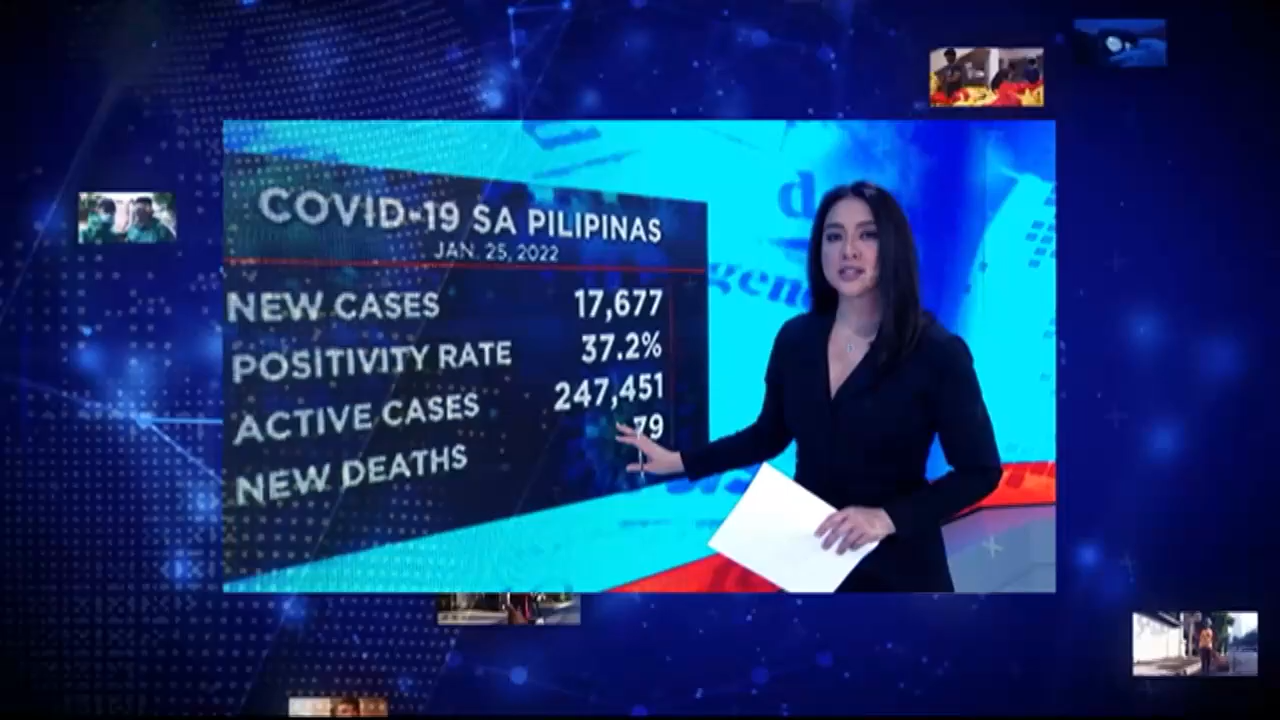 COVID-19 SA PILIPINAS
JAN. 25, 2022
NEW CASES 17,677
POSITIVITY RATE 37.2%
ACTIVE CASES 247,451
NEW DEATHS 79